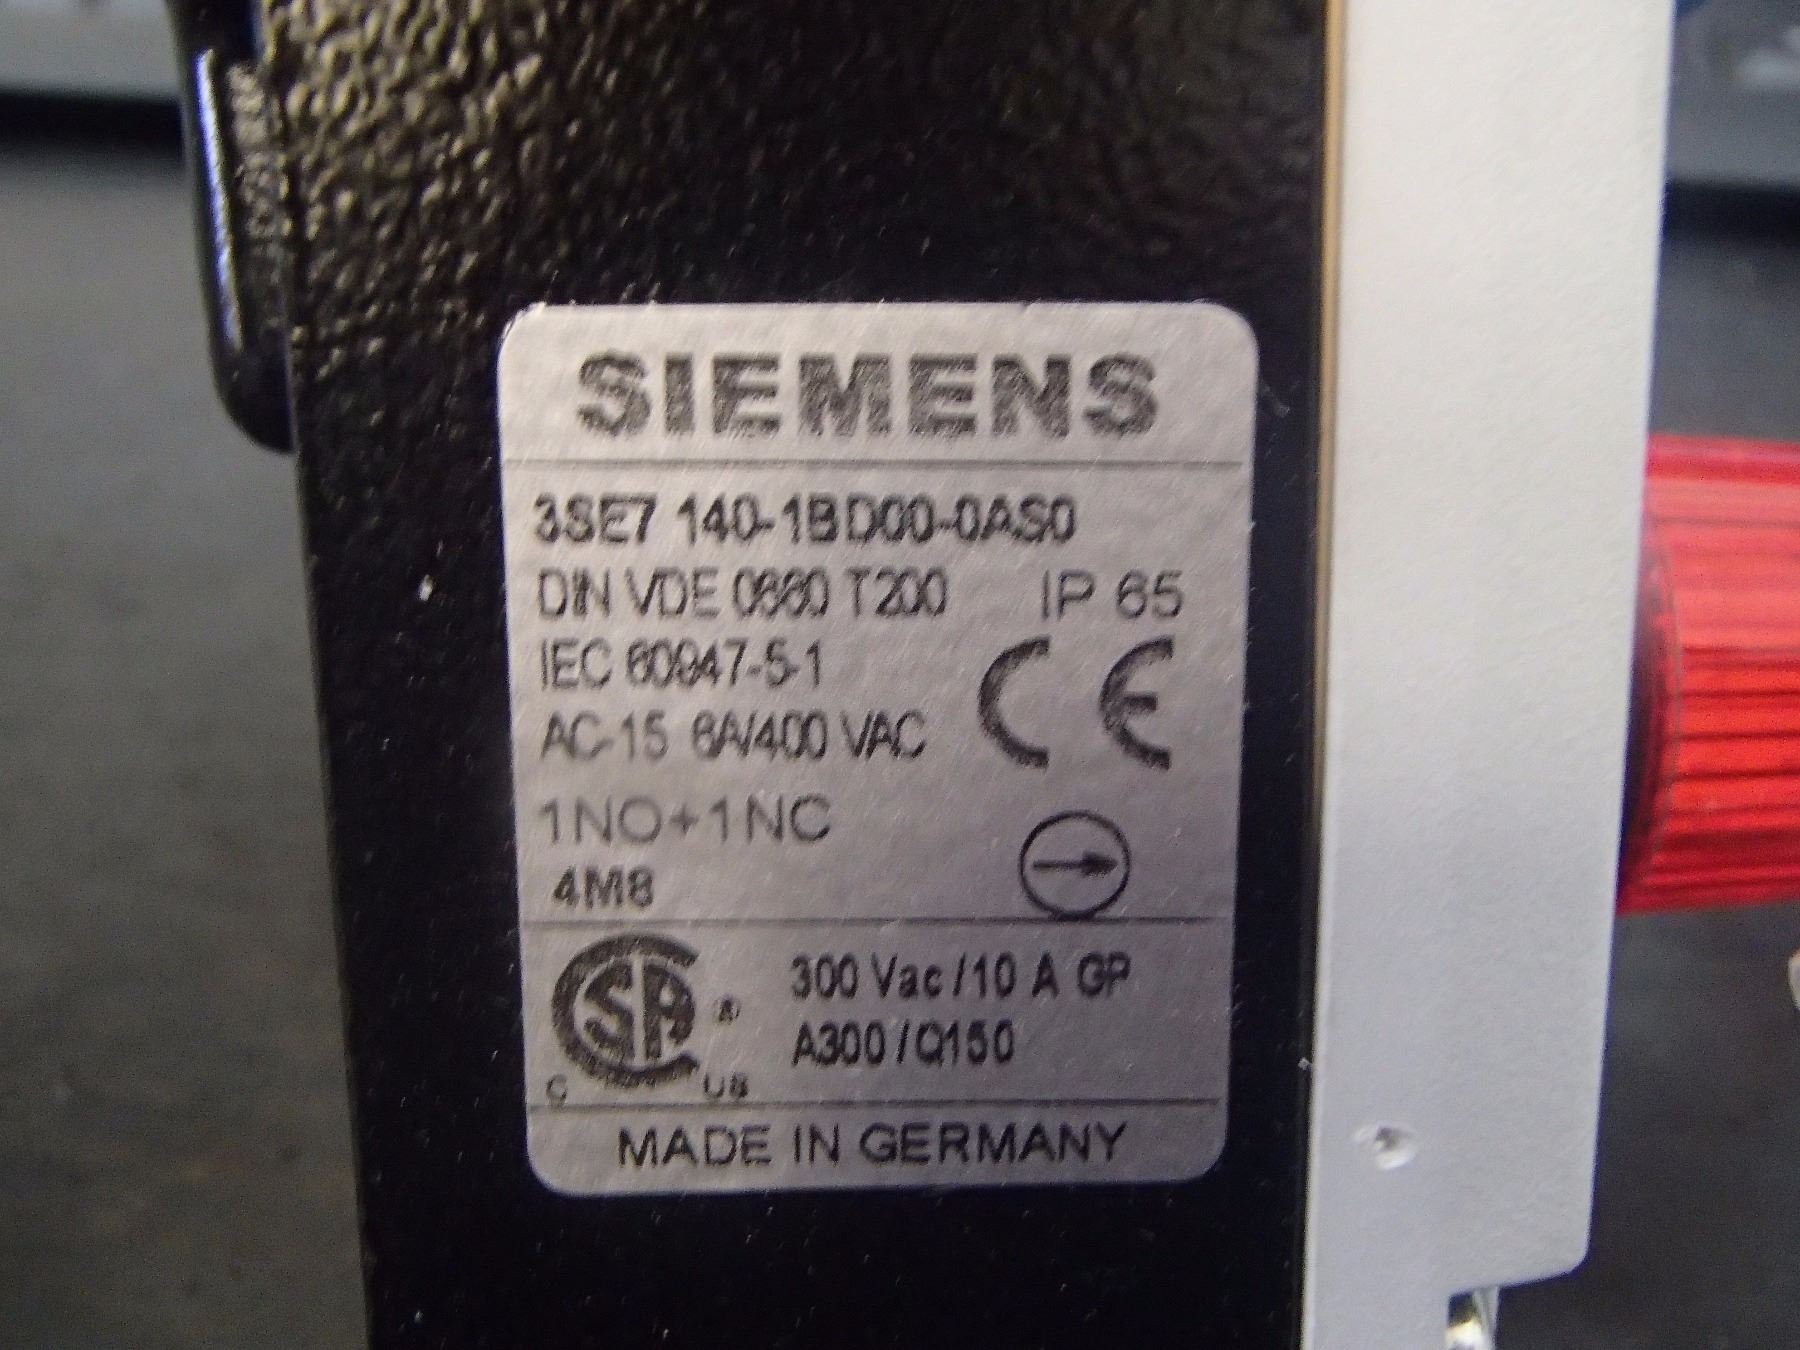 SIEMENS
3SE7 140-1BD00-0AS0
DIN VDE 0660 T200 IP 65
IEC 60947-5-1 CE
AC-15 6A/400 VAC
1NO+1NC
4M8
CSA ® 300 Vac/10 A GP
C US A300/Q150
MADE IN GERMANY